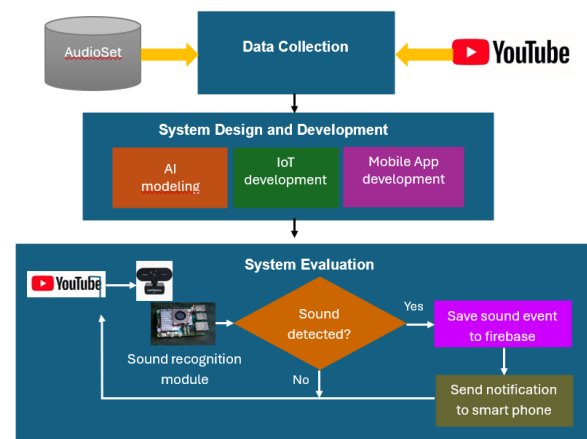 AudioSet
Data Collection
YouTube
System Design and Development
AI
modeling
IoT
development
Mobile App
development
System Evaluation
YouTube
Sound recognition
module
Sound
detected?
Yes
No
Save sound event
to firebase
Send notification
to smart phone